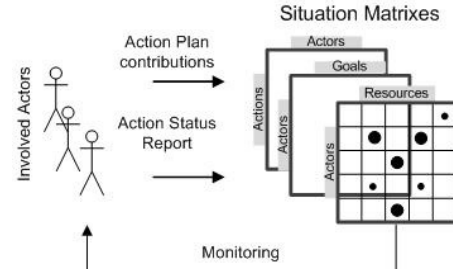 Situation Matrixes
Action Plan
contributions
Actors
Goals
Resources
Actions
Actors
Actors
Involved Actors
Action Status
Report
Monitoring